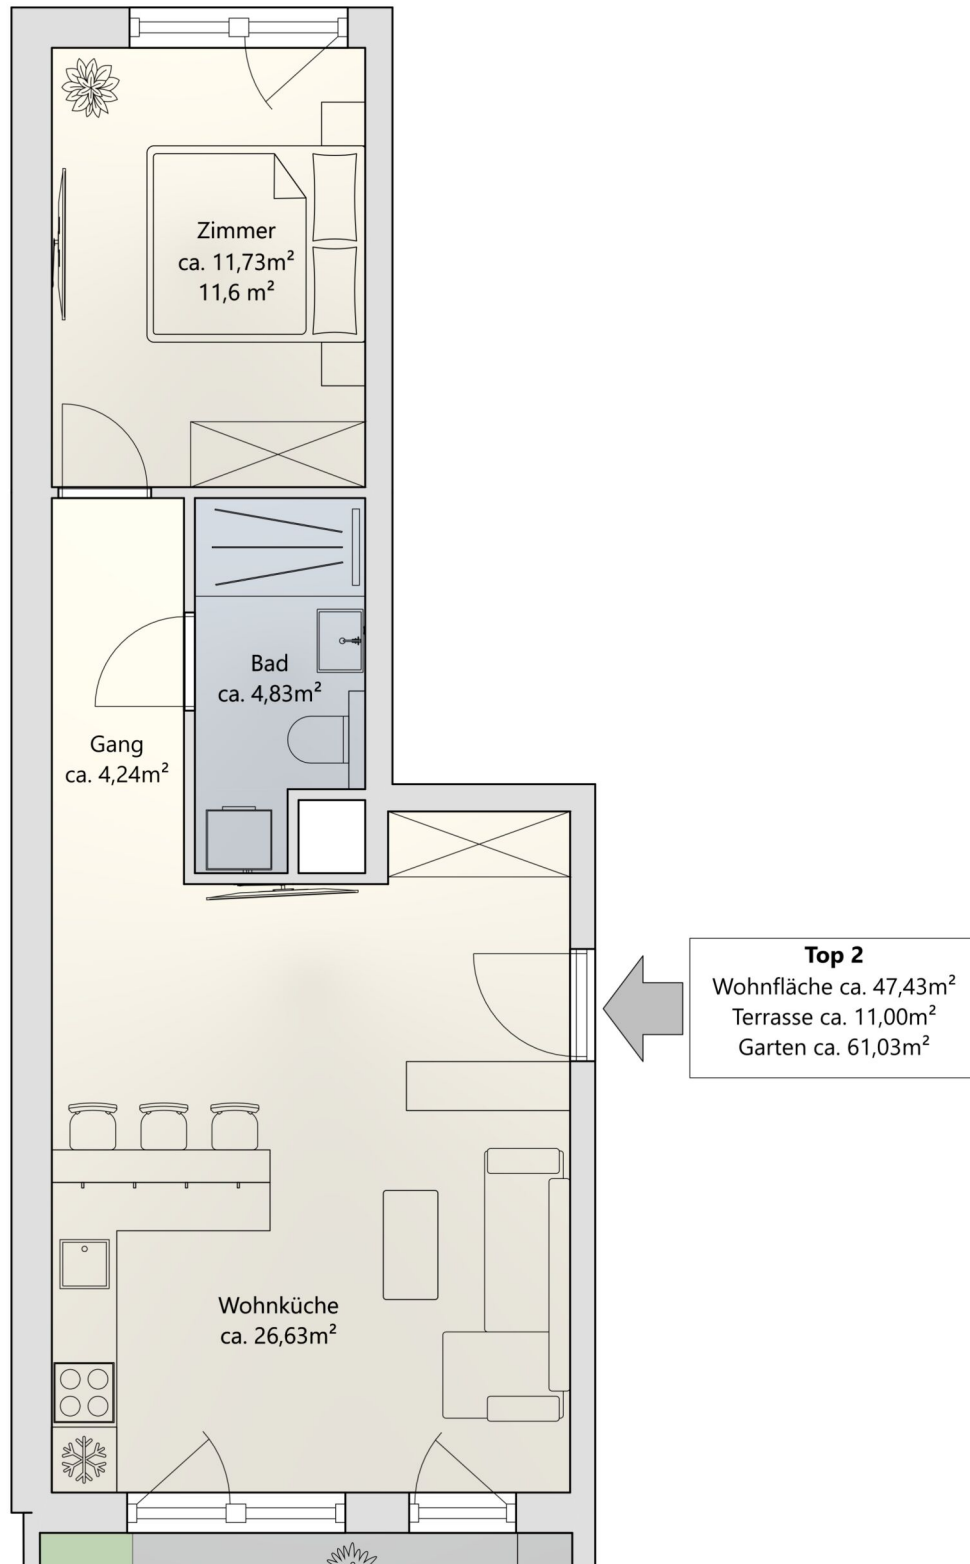 Zimmer
ca. 11,73m²
11,6 m²
Bad
ca. 4,83m²
Gang
ca. 4,24m²
Top 2
Wohnfläche ca. 47,43m²
Terrasse ca. 11,00m²
Garten ca. 61,03m²
Wohnküche
ca. 26,63m²